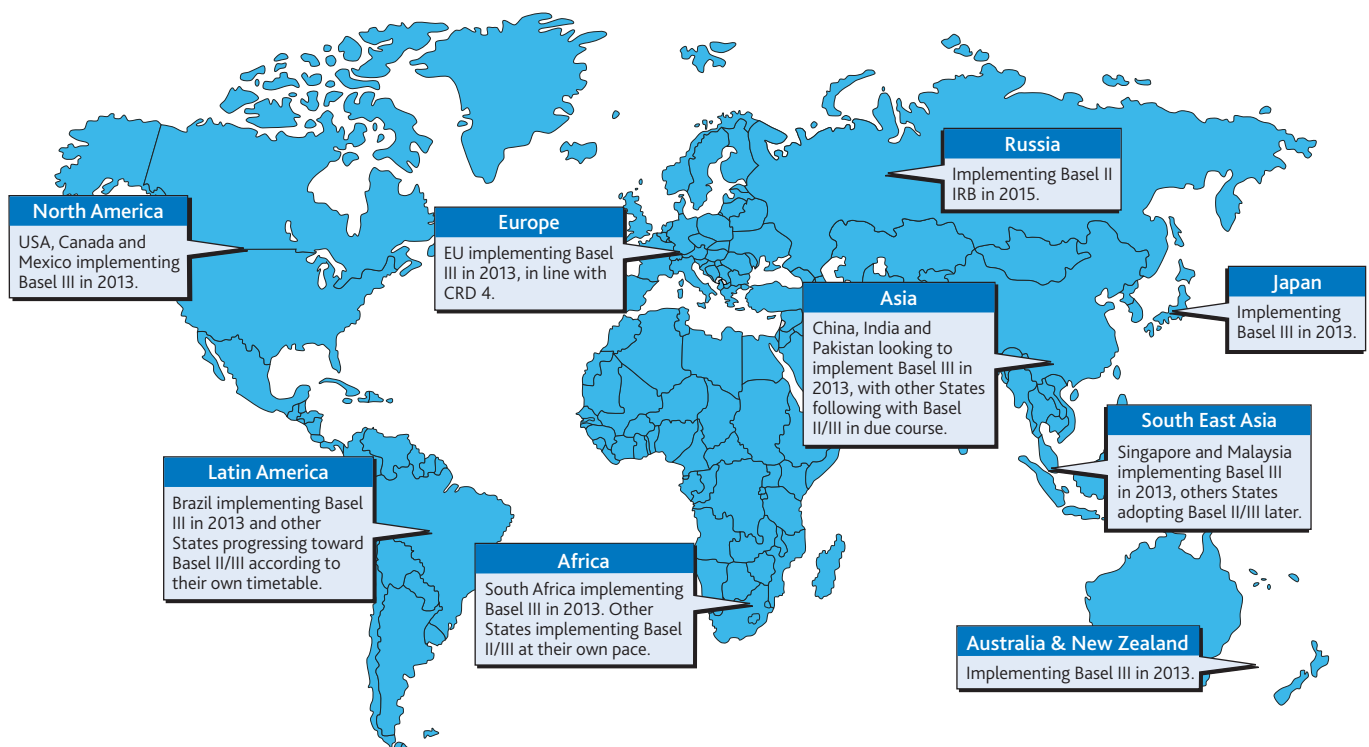 Russia
Implementing Basel II
IRB in 2015.
North America
USA, Canada and
Mexico implementing
Basel III in 2013.
Europe
EU implementing Basel
III in 2013, in line with
CRD 4.
Japan
Implementing
Basel III in 2013.
Asia
China, India and
Pakistan looking to
implement Basel III in
2013, with other States
following with Basel
II/III in due course.
South East Asia
Singapore and Malaysia
implementing Basel III
in 2013, others States
adopting Basel II/III later.
Latin America
Brazil implementing Basel
III in 2013 and other
States progressing toward
Basel II/III according to
their own timetable.
Africa
South Africa implementing
Basel III in 2013. Other
States implementing Basel
II/III at their own pace.
Australia & New Zealand
Implementing Basel III in 2013.